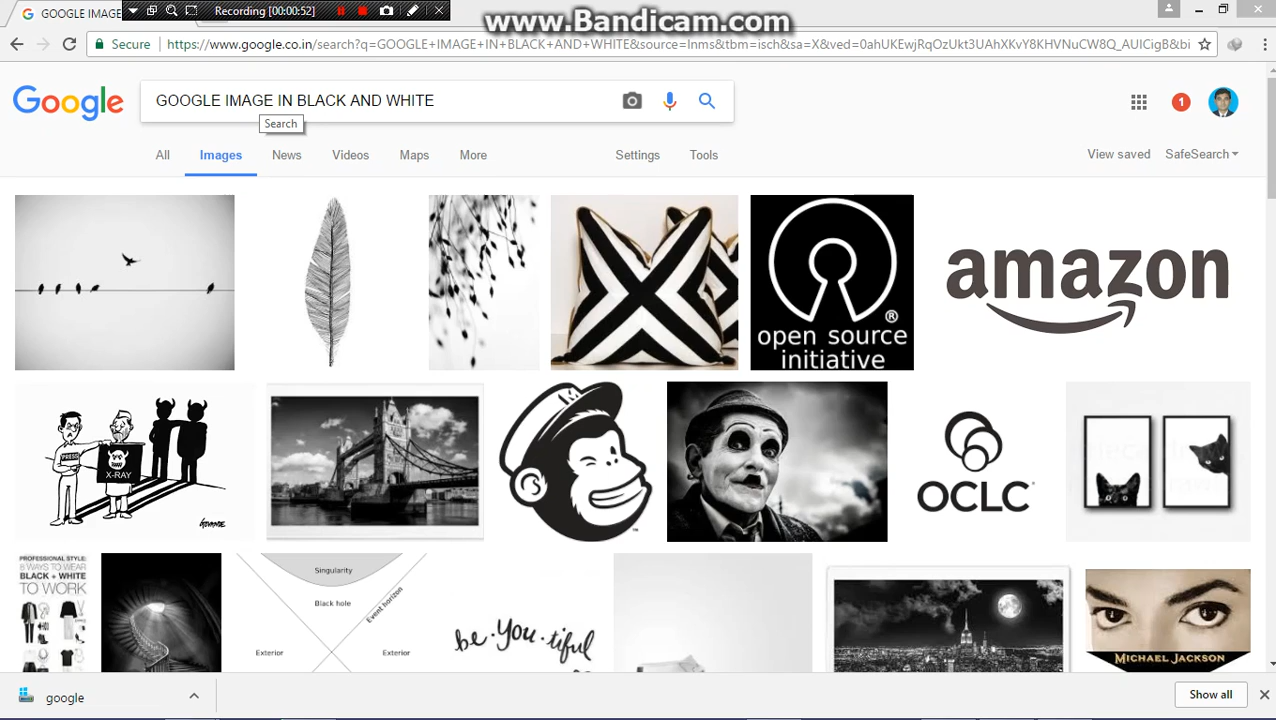 www.Bandicam.com
GOOGLE IMAG
Recording [00:00:52]
Secure
https://www.google.co.in/search?q=GOOGLE+IMAGE+IN+BLACK+AND+WHITE&source=lnms&tbm=isch&sa=X&ved=0ahUKEwjRqOzUkt3UAhXKvY8KHVNuCW8Q_AUICigB&bi
Google
GOOGLE IMAGE IN BLACK AND WHITE
Search
1
All Images News Videos Maps More Settings Tools
View saved SafeSearch
open source
initiative
®
amazon
PRESS
X-RAY
M
OCLC
PROFESSIONAL STYLE:
8 WAYS TO WEAR
BLACK + WHITE
TO WORK
Singularity
Black hole
Event horizon
Exterior
Exterior
be·you·tiful
MICHAEL JACKSON
google
Show all